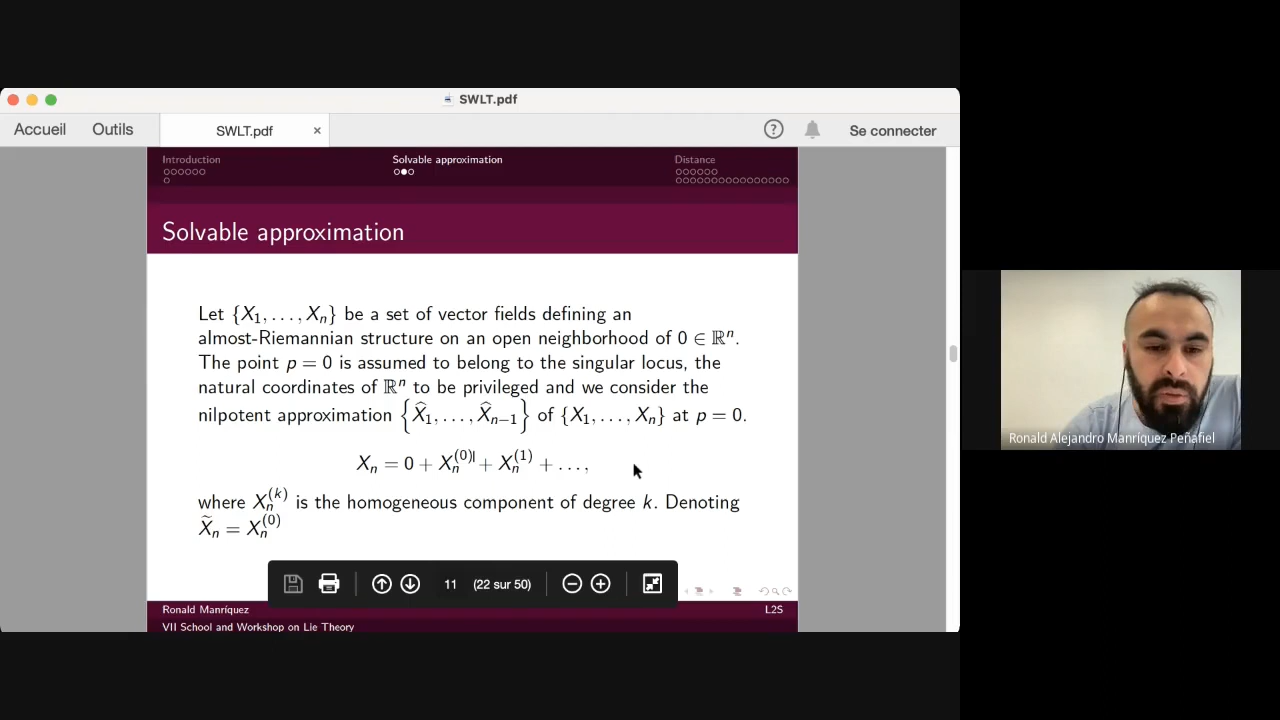 SWLT.pdf
Accueil Outils SWLT.pdf × ? Se connecter
Introduction Solvable approximation Distance
Solvable approximation
Let {X₁, . . . , Xₙ} be a set of vector fields defining an
almost-Riemannian structure on an open neighborhood of 0 ∈ ℝⁿ.
The point p = 0 is assumed to belong to the singular locus, the
natural coordinates of ℝⁿ to be privileged and we consider the
nilpotent approximation {X̂₁, . . . , X̂ₙ₋₁} of {X₁, . . . , Xₙ} at p = 0.
Xₙ = 0 + Xₙ⁽⁰⁾ + Xₙ⁽¹⁾ + . . . ,
where Xₙ⁽ᵏ⁾ is the homogeneous component of degree k. Denoting
X̃ₙ = Xₙ⁽⁰⁾
11 (22 sur 50)
Ronald Manríquez L2S
VII School and Workshop on Lie Theory
Ronald Alejandro Manríquez Peñafiel